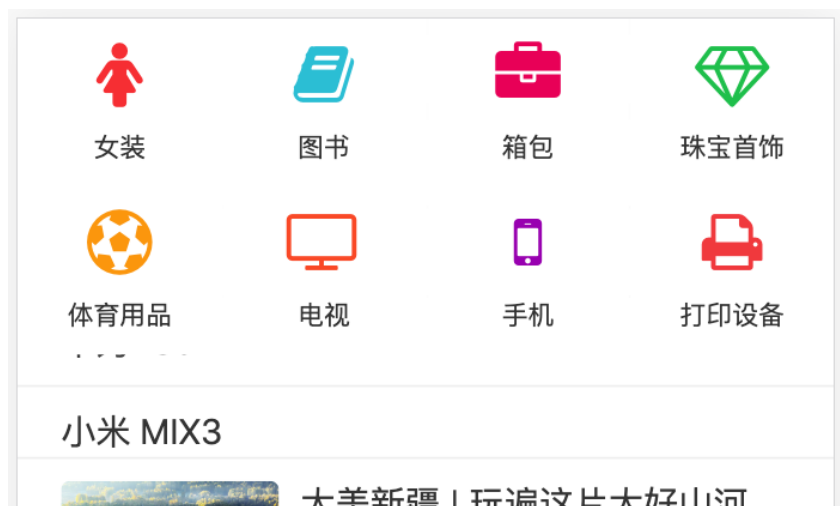 女装 图书 箱包 珠宝首饰
体育用品 电视 手机 打印设备
小米 MIX3
大美新疆 | 玩遍这片大好山河